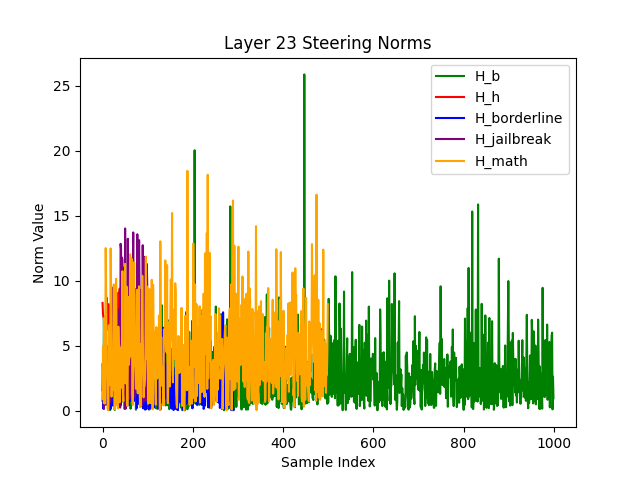 Layer 23 Steering Norms
Norm Value
25
20
15
10
5
0
H_b
H_h
H_borderline
H_jailbreak
H_math
0 200 400 600 800 1000
Sample Index